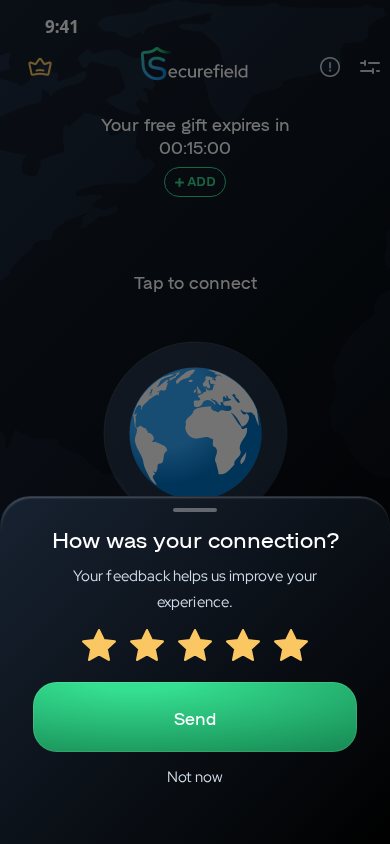 9:41
Securefield
Your free gift expires in
00:15:00
+ ADD
Tap to connect
How was your connection?
Your feedback helps us improve your
experience.
Send
Not now